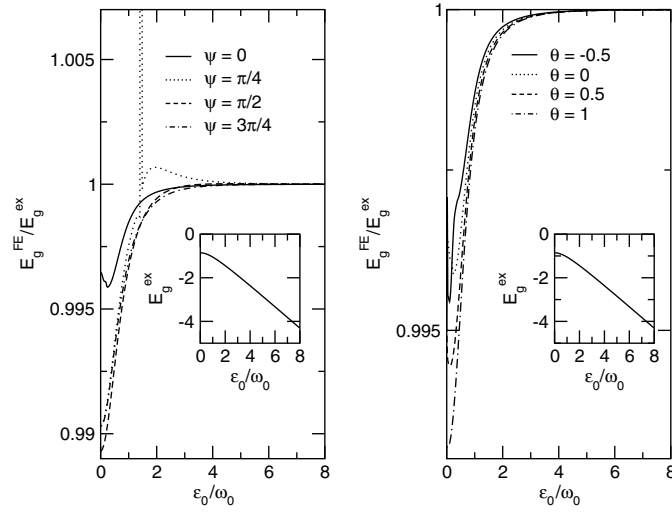 1.005
1
0.995
0.99
ψ = 0
ψ = π/4
ψ = π/2
ψ = 3π/4
E_g^FE/E_g^ex
0
-2
-4
E_g^ex
0 2 4 6 8
ε₀/ω₀
0 2 4 6 8
ε₀/ω₀
1
0.995
θ = -0.5
θ = 0
θ = 0.5
θ = 1
E_g^FE/E_g^ex
0
-2
-4
E_g^ex
0 2 4 6 8
ε₀/ω₀
0 2 4 6 8
ε₀/ω₀